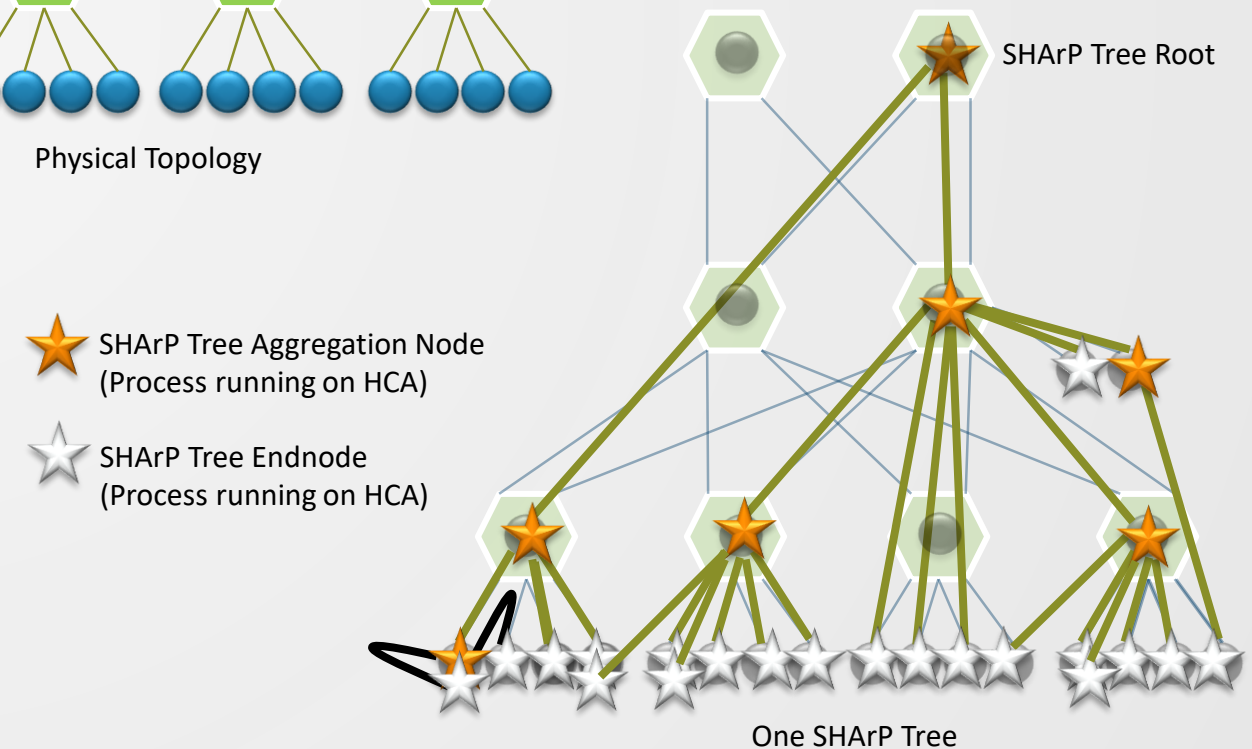 SHArP Tree Root
Physical Topology
SHArP Tree Aggregation Node
(Process running on HCA)
SHArP Tree Endnode
(Process running on HCA)
One SHArP Tree